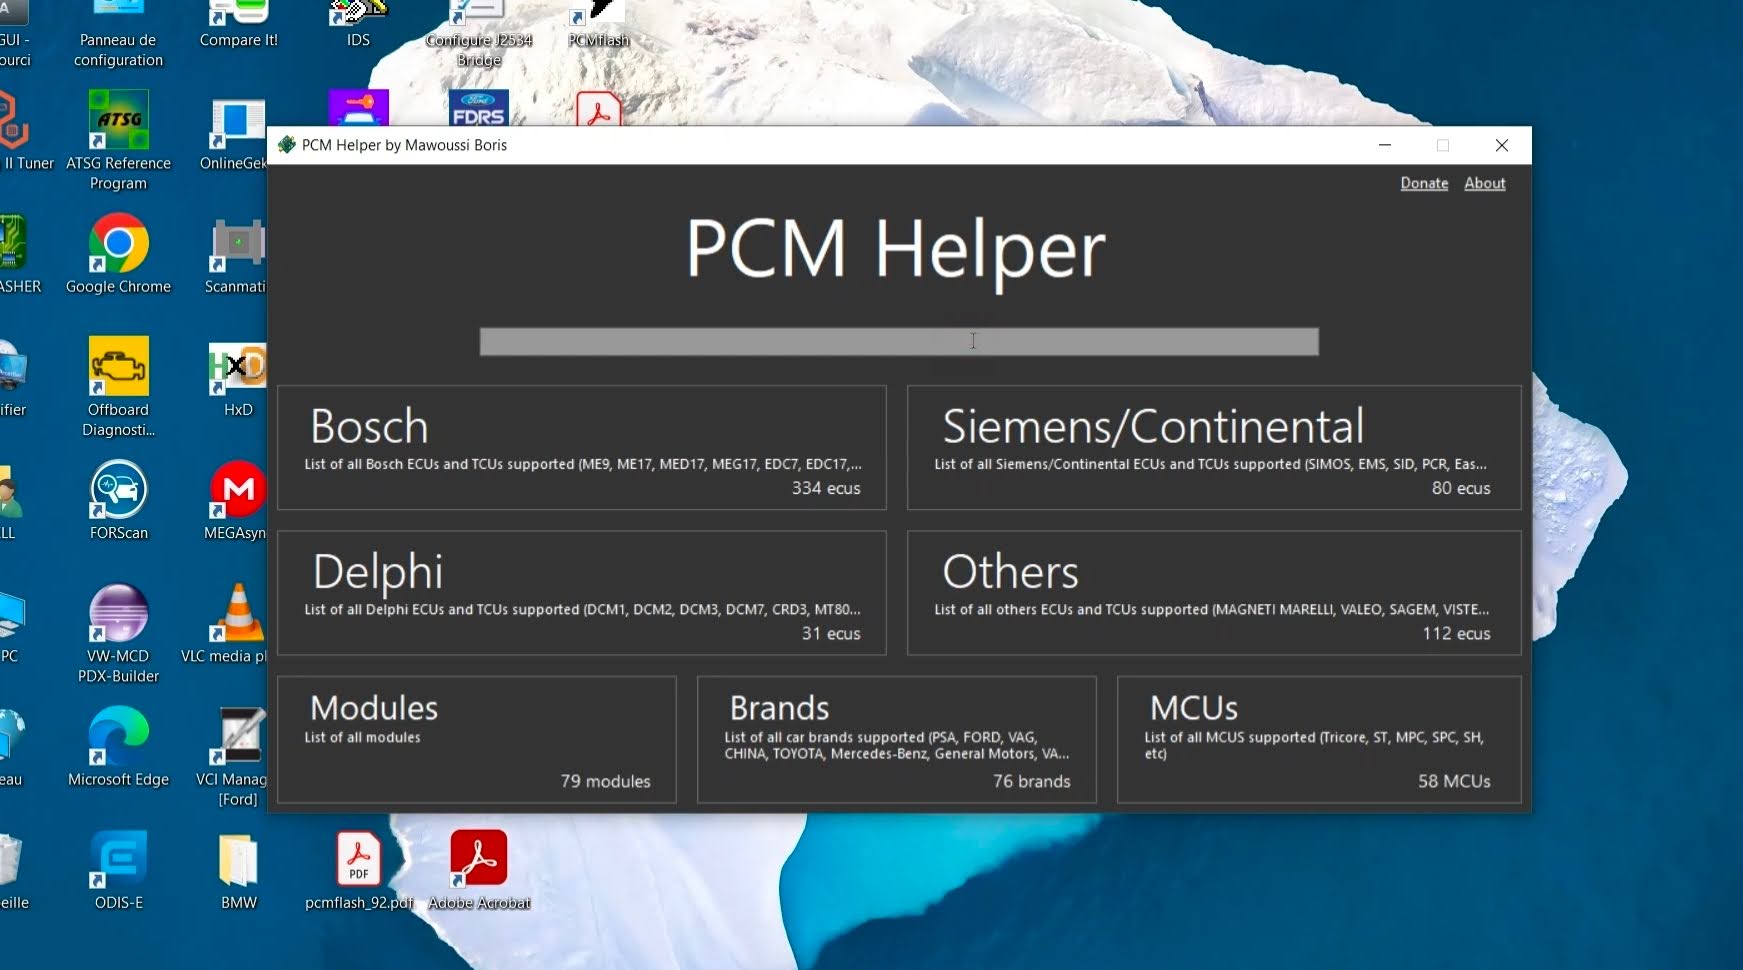 A
GUI -
ourci
Panneau de
configuration
Compare It!
IDS
Configure J2534
Bridge
PCMflash
II Tuner
ATSG
ATSG Reference
Program
OnlineGek
Ford
FDRS
PCM Helper by Mawoussi Boris
Donate
About
PCM Helper
ASHER
Google Chrome
Scanmati
ifier
Offboard
Diagnosti...
HxD
HxD
Bosch
List of all Bosch ECUs and TCUs supported (ME9, ME17, MED17, MEG17, EDC7, EDC17,...
334 ecus
Siemens/Continental
List of all Siemens/Continental ECUs and TCUs supported (SIMOS, EMS, SID, PCR, Eas...
80 ecus
LL
FORScan
M
MEGAsyn
Delphi
List of all Delphi ECUs and TCUs supported (DCM1, DCM2, DCM3, DCM7, CRD3, MT80...
31 ecus
Others
List of all others ECUs and TCUs supported (MAGNETI MARELLI, VALEO, SAGEM, VISTE...
112 ecus
PC
VW-MCD
PDX-Builder
VLC media pl
Modules
List of all modules
79 modules
Brands
List of all car brands supported (PSA, FORD, VAG,
CHINA, TOYOTA, Mercedes-Benz, General Motors, VA...
76 brands
MCUs
List of all MCUS supported (Tricore, ST, MPC, SPC, SH,
etc)
58 MCUs
eau
Microsoft Edge
VCI Manag
[Ford]
PDF
eille
ODIS-E
BMW
pcmflash_92.pdf
Adobe Acrobat